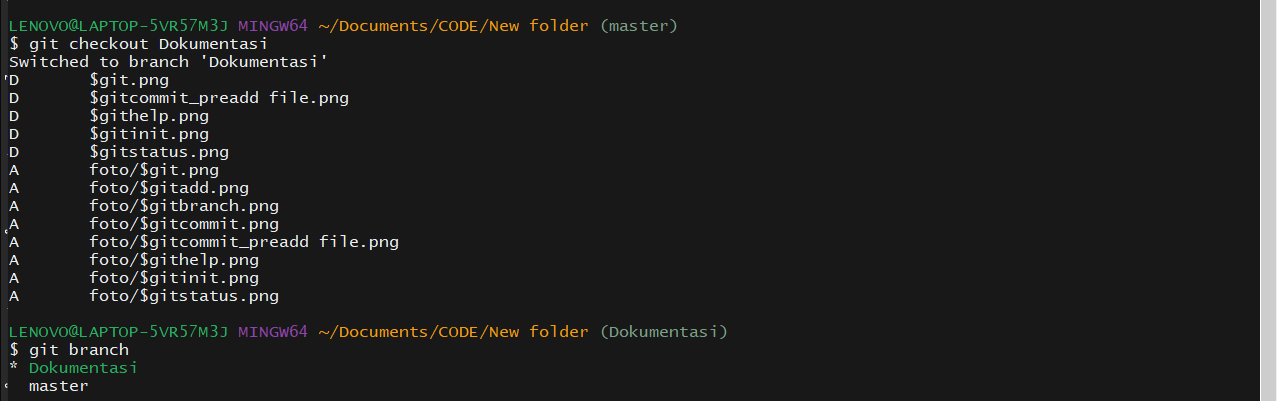 LENOVO@LAPTOP-5VR57M3J MINGW64 ~/Documents/CODE/New folder (master)
$ git checkout Dokumentasi
Switched to branch 'Dokumentasi'
D       $git.png
D       $gitcommit_preadd file.png
D       $githelp.png
D       $gitinit.png
D       $gitstatus.png
A       foto/$git.png
A       foto/$gitadd.png
A       foto/$gitbranch.png
A       foto/$gitcommit.png
A       foto/$gitcommit_preadd file.png
A       foto/$githelp.png
A       foto/$gitinit.png
A       foto/$gitstatus.png
LENOVO@LAPTOP-5VR57M3J MINGW64 ~/Documents/CODE/New folder (Dokumentasi)
$ git branch
* Dokumentasi
  master